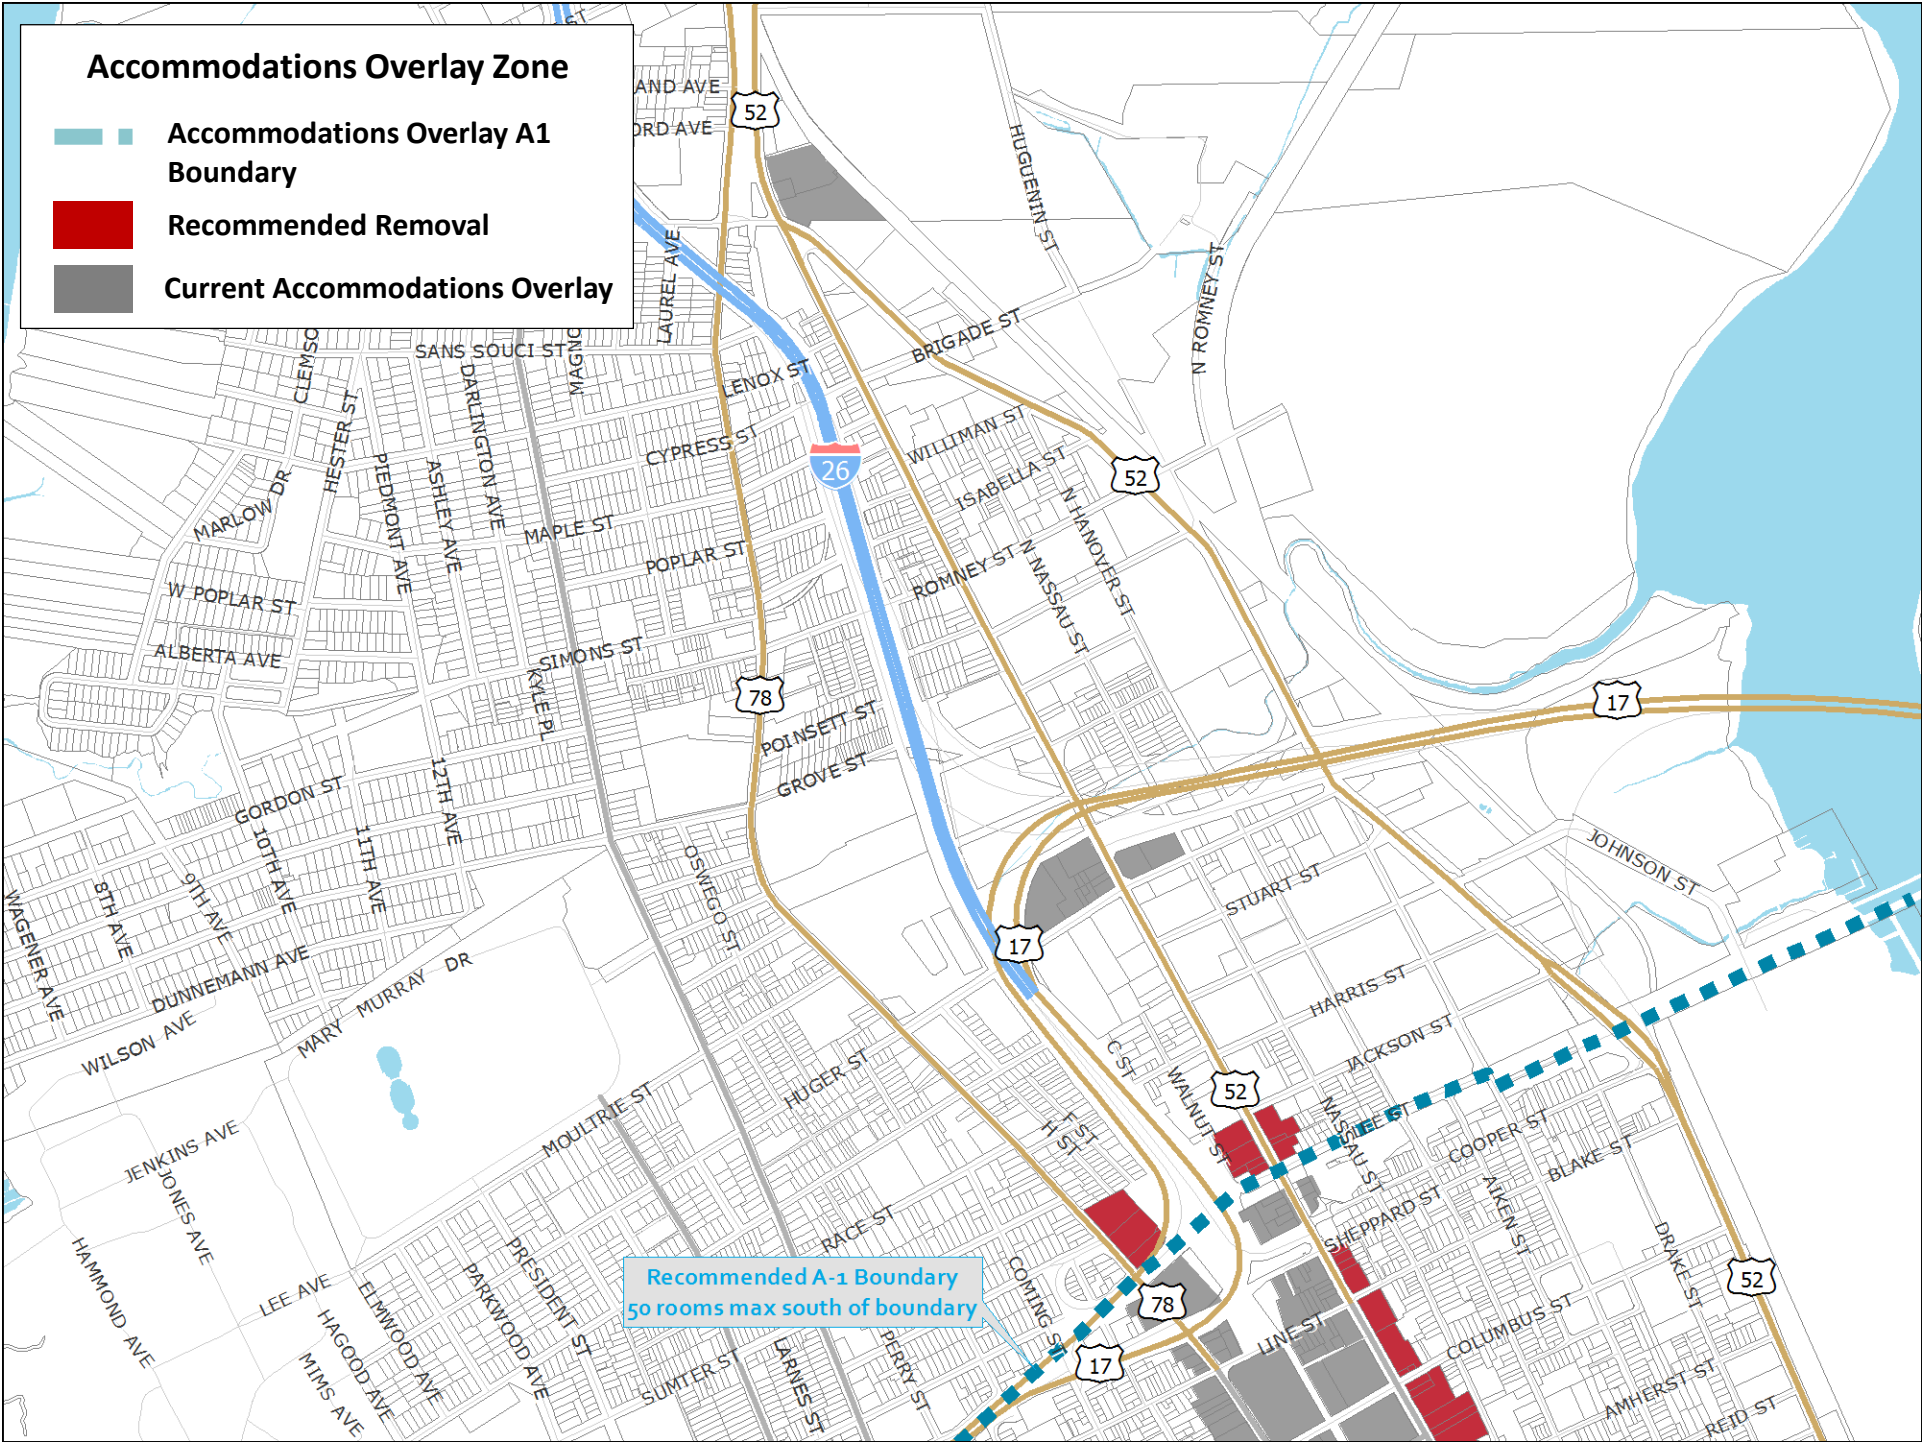 Accommodations Overlay Zone
Accommodations Overlay A1
Boundary
Recommended Removal
Current Accommodations Overlay
ST
AND AVE
ORD AVE
52
HUGUENIN ST
N ROMNEY ST
LAUREL AVE
BRIGADE ST
SANS SOUCI ST
CLEMSO
MAGNO
DARLINGTON AVE
LENOX ST
HESTER ST
CYPRESS ST
WILLIMAN ST
26
ISABELLA ST
52
PIEDMONT AVE
ASHLEY AVE
MARLOW DR
MAPLE ST
N HANOVER ST
POPLAR ST
ROMNEY ST
N NASSAU ST
W POPLAR ST
ALBERTA AVE
SIMONS ST
KYLE PL
78
17
POINSETT ST
GROVE ST
GORDON ST
12TH AVE
11TH AVE
10TH AVE
9TH AVE
8TH AVE
WAGENER AVE
OSWEGO ST
JOHNSON ST
STUART ST
17
DUNNEMANN AVE
MARY MURRAY DR
WILSON AVE
HARRIS ST
JACKSON ST
C ST
WALNUT ST
52
HUGER ST
MOULTRIE ST
F ST
H ST
NASSAU ST
LEE ST
COOPER ST
BLAKE ST
JENKINS AVE
JONES AVE
AIKEN ST
SHEPPARD ST
DRAKE ST
RACE ST
HAMMOND AVE
PRESIDENT ST
PARKWOOD AVE
LEE AVE
ELMWOOD AVE
HAGOOD AVE
MIMS AVE
Recommended A-1 Boundary
50 rooms max south of boundary
COMING ST
78
52
LINE ST
COLUMBUS ST
17
PERRY ST
LARNES ST
SUMTER ST
AMHERST ST
REID ST